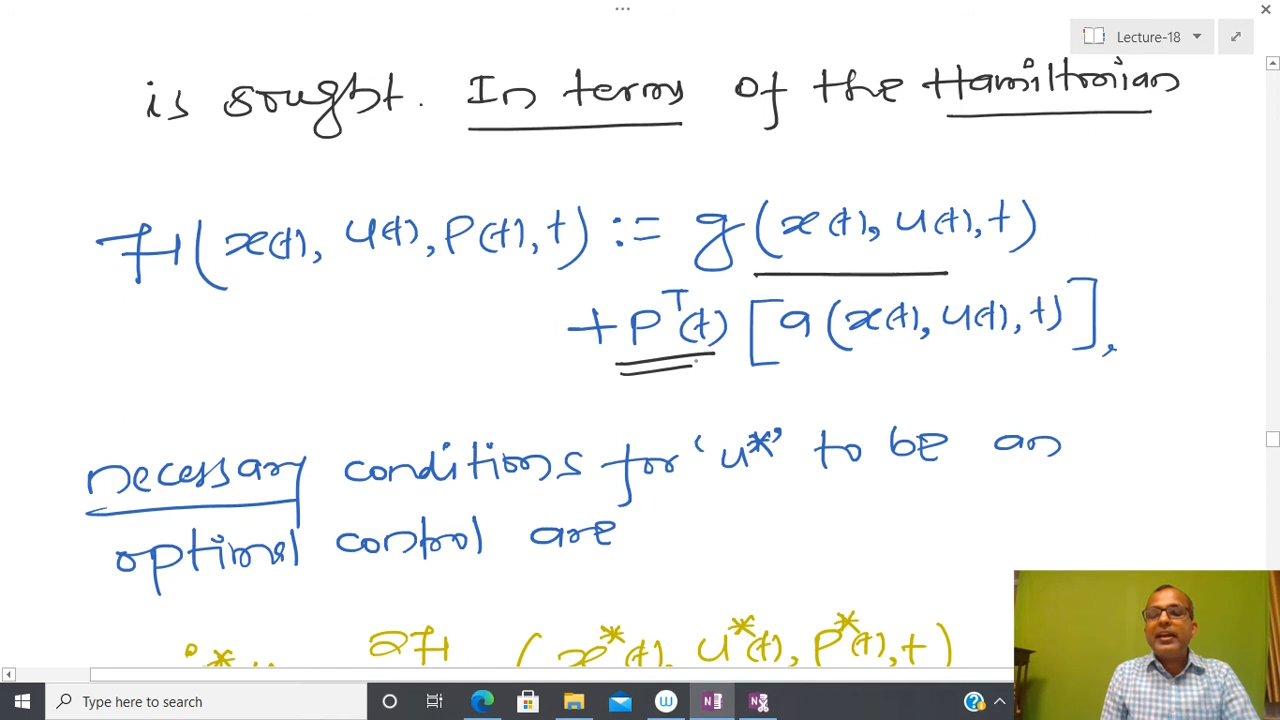 Lecture-18
is sought. In terms of the Hamiltonian
H(x(t), u(t), P(t), t) := g(x(t), u(t), t)
+ P^T(t) [a(x(t), u(t), t)],
necessary conditions for 'u*' to be an
optimal control are
∂H (x*(t), u*(t), P*(t), t)
Type here to search